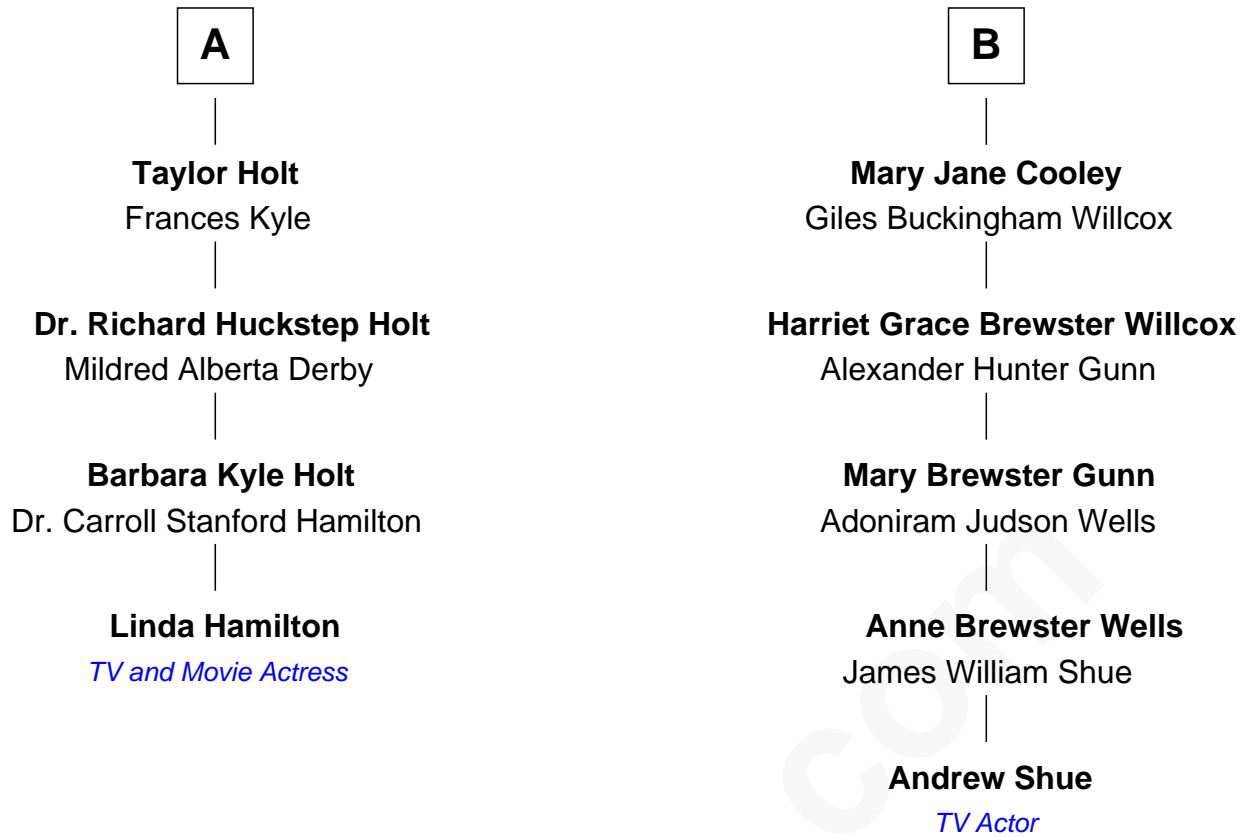 A
Taylor Holt
Frances Kyle
Dr. Richard Huckstep Holt
Mildred Alberta Derby
Barbara Kyle Holt
Dr. Carroll Stanford Hamilton
Linda Hamilton
TV and Movie Actress
B
Mary Jane Cooley
Giles Buckingham Willcox
Harriet Grace Brewster Willcox
Alexander Hunter Gunn
Mary Brewster Gunn
Adoniram Judson Wells
Anne Brewster Wells
James William Shue
Andrew Shue
TV Actor
com